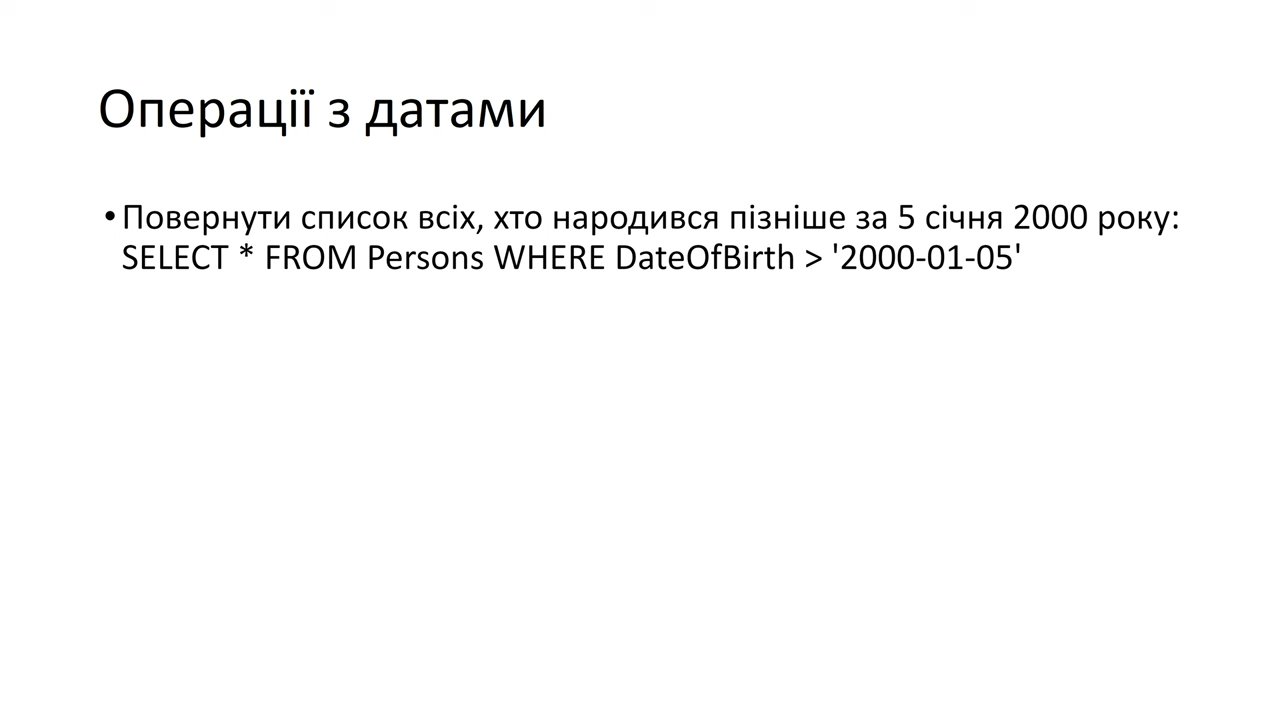 Операції з датами
• Повернути список всіх, хто народився пізніше за 5 січня 2000 року:
SELECT * FROM Persons WHERE DateOfBirth > '2000-01-05'